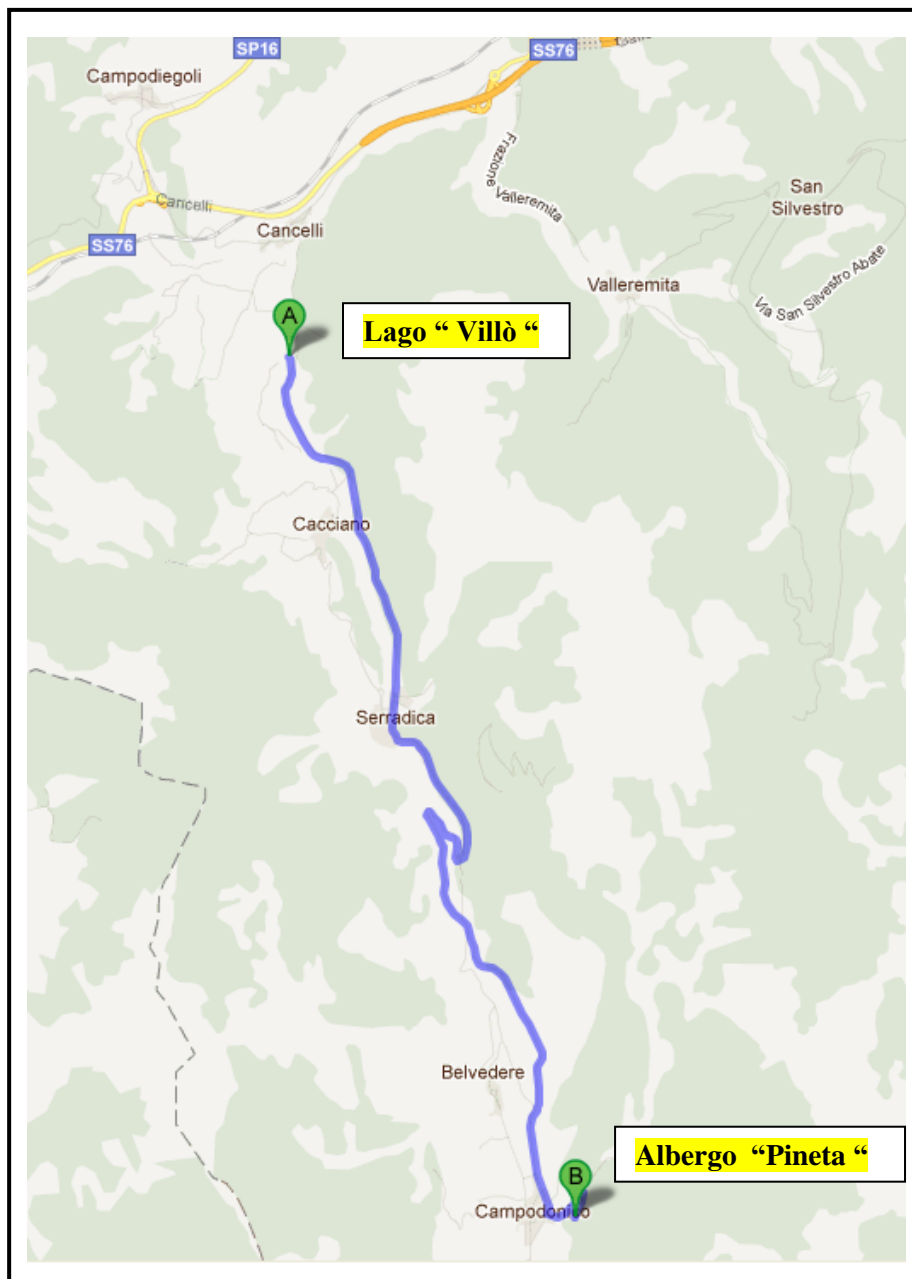 SP16
SS76
Campodiegoli
Frazione Valleremita
San
Silvestro
Cancelli
Cancelli
SS76
Valleremita
Via San Silvestro Abate
A
Lago “ Villò “
Cacciano
Serradica
Belvedere
Albergo “Pineta “
B
Campodonico